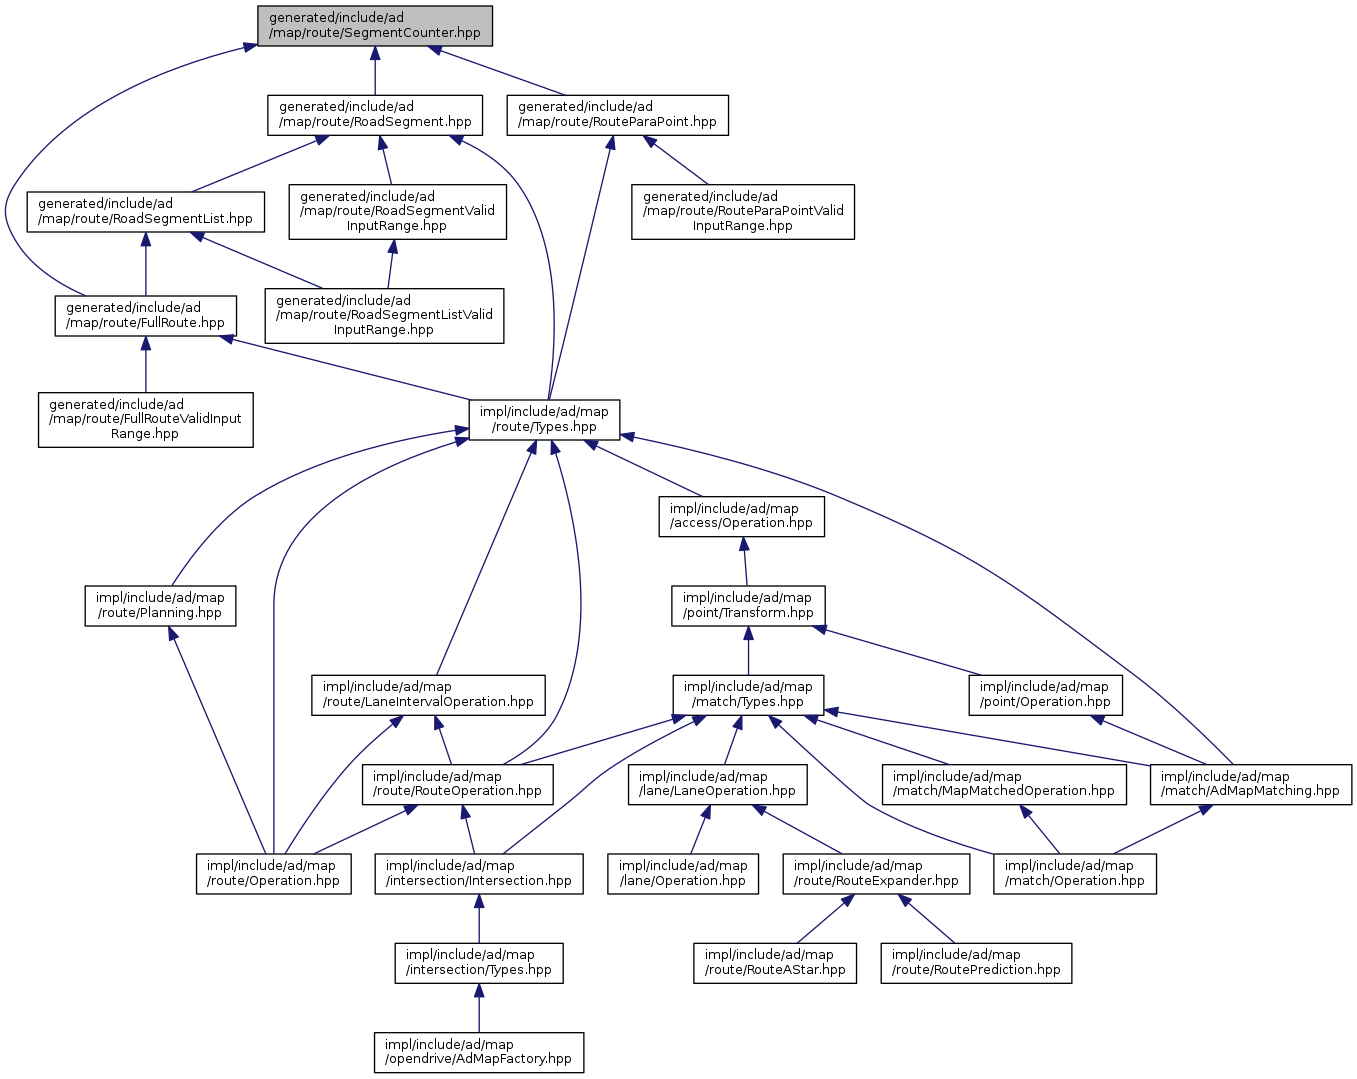 generated/include/ad
/map/route/SegmentCounter.hpp
generated/include/ad
/map/route/RoadSegment.hpp
generated/include/ad
/map/route/RouteParaPoint.hpp
generated/include/ad
/map/route/RoadSegmentList.hpp
generated/include/ad
/map/route/RoadSegmentValid
InputRange.hpp
generated/include/ad
/map/route/RouteParaPointValid
InputRange.hpp
generated/include/ad
/map/route/FullRoute.hpp
generated/include/ad
/map/route/RoadSegmentListValid
InputRange.hpp
generated/include/ad
/map/route/FullRouteValidInput
Range.hpp
impl/include/ad/map
/route/Types.hpp
impl/include/ad/map
/access/Operation.hpp
impl/include/ad/map
/route/Planning.hpp
impl/include/ad/map
/point/Transform.hpp
impl/include/ad/map
/route/LaneIntervalOperation.hpp
impl/include/ad/map
/match/Types.hpp
impl/include/ad/map
/point/Operation.hpp
impl/include/ad/map
/route/RouteOperation.hpp
impl/include/ad/map
/lane/LaneOperation.hpp
impl/include/ad/map
/match/MapMatchedOperation.hpp
impl/include/ad/map
/match/AdMapMatching.hpp
impl/include/ad/map
/route/Operation.hpp
impl/include/ad/map
/intersection/Intersection.hpp
impl/include/ad/map
/lane/Operation.hpp
impl/include/ad/map
/route/RouteExpander.hpp
impl/include/ad/map
/match/Operation.hpp
impl/include/ad/map
/intersection/Types.hpp
impl/include/ad/map
/route/RouteAStar.hpp
impl/include/ad/map
/route/RoutePrediction.hpp
impl/include/ad/map
/opendrive/AdMapFactory.hpp